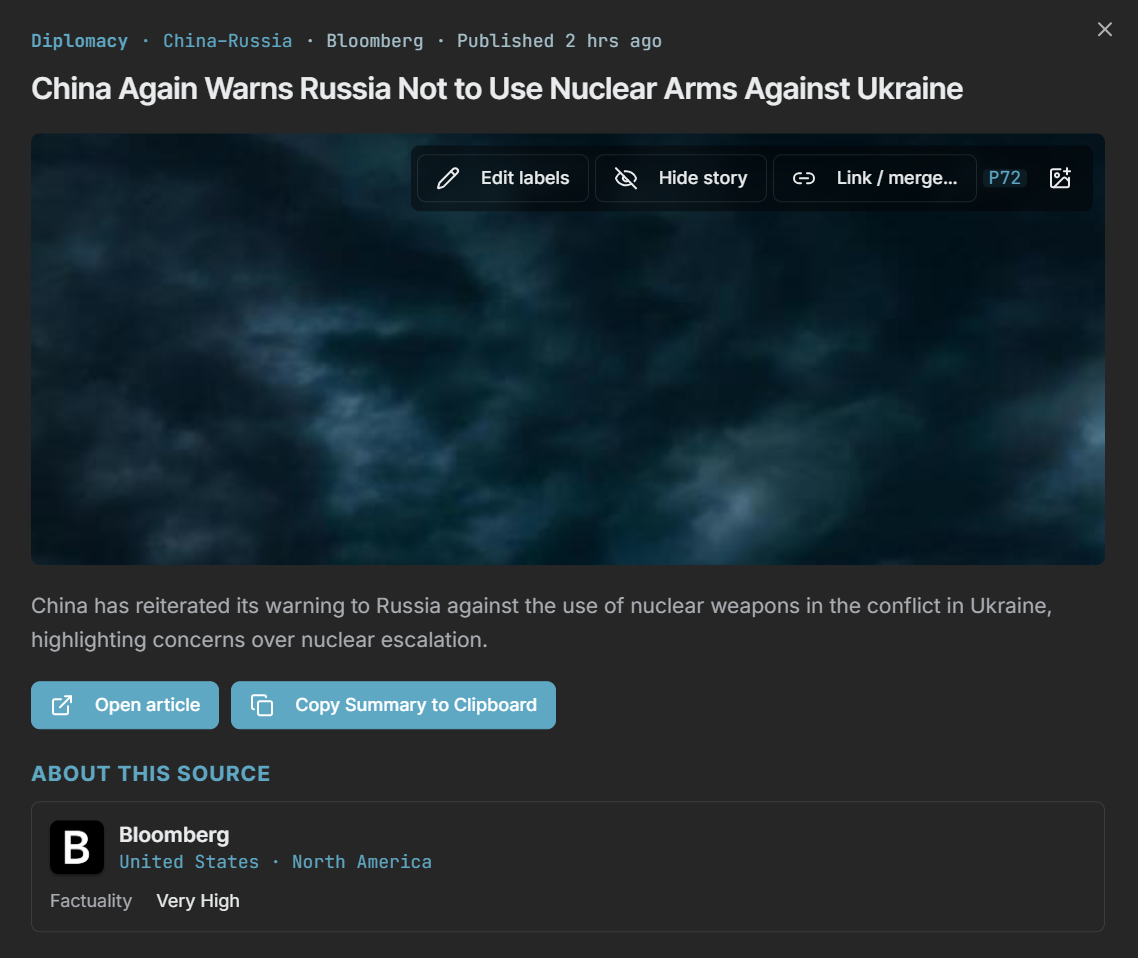 Diplomacy · China-Russia · Bloomberg · Published 2 hrs ago
China Again Warns Russia Not to Use Nuclear Arms Against Ukraine
Edit labels Hide story Link / merge... P72
China has reiterated its warning to Russia against the use of nuclear weapons in the conflict in Ukraine,
highlighting concerns over nuclear escalation.
Open article Copy Summary to Clipboard
ABOUT THIS SOURCE
B
Bloomberg
United States · North America
Factuality Very High